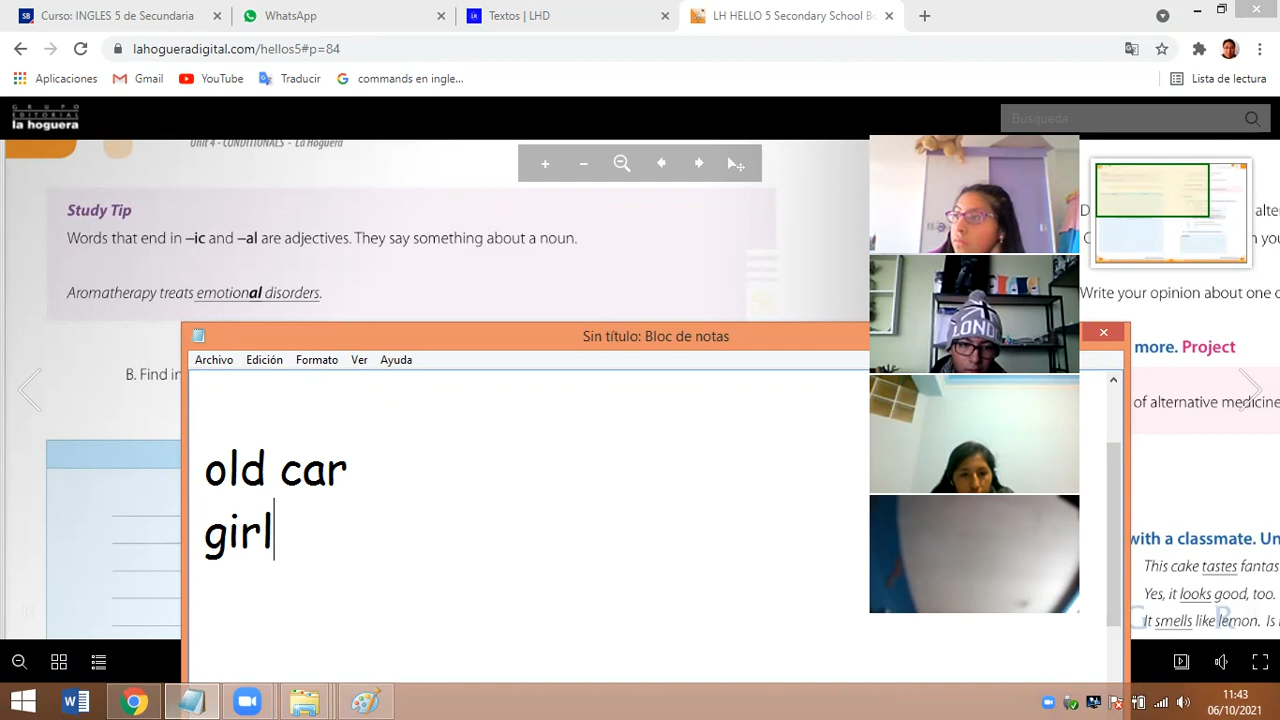 Curso: INGLES 5 de Secundaria
WhatsApp
Textos | LHD
LH HELLO 5 Secondary School Bo
lahogueradigital.com/hellos5#p=84
Aplicaciones
Gmail
YouTube
Traducir
commands en ingle...
Lista de lectura
GRUPO
EDITORIAL
la hoguera
Búsqueda
Unit 4 - CONDITIONALS - La Hoguera
Study Tip
Words that end in –ic and –al are adjectives. They say something about a noun.
Aromatherapy treats emotional disorders.
B. Find in
Write your opinion about one o
more. Project
of alternative medicine
with a classmate. Un
This cake tastes fantas
Yes, it looks good, too.
It smells like lemon. Is
G R
Sin título: Bloc de notas
Archivo Edición Formato Ver Ayuda
old car
girl
LONDON
11:43
06/10/2021